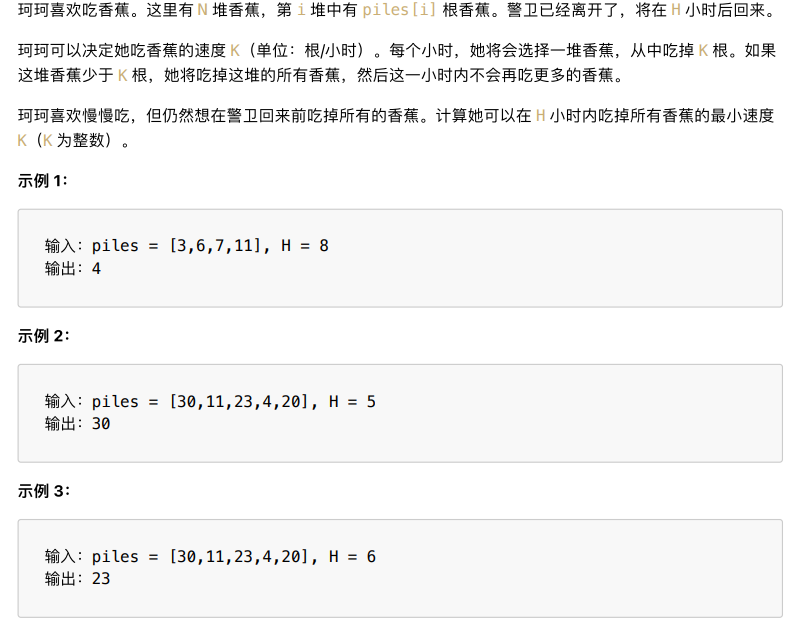 珂珂喜欢吃香蕉。这里有 N 堆香蕉，第 i 堆中有 piles[i] 根香蕉。警卫已经离开了，将在 H 小时后回来。
珂珂可以决定她吃香蕉的速度 K（单位：根/小时）。每个小时，她将会选择一堆香蕉，从中吃掉 K 根。如果
这堆香蕉少于 K 根，她将吃掉这堆的所有香蕉，然后这一小时内不会再吃更多的香蕉。
珂珂喜欢慢慢吃，但仍然想在警卫回来前吃掉所有的香蕉。计算她可以在 H 小时内吃掉所有香蕉的最小速度
K（K 为整数）。
示例 1：
输入：piles = [3,6,7,11], H = 8
输出：4
示例 2：
输入：piles = [30,11,23,4,20], H = 5
输出：30
示例 3：
输入：piles = [30,11,23,4,20], H = 6
输出：23